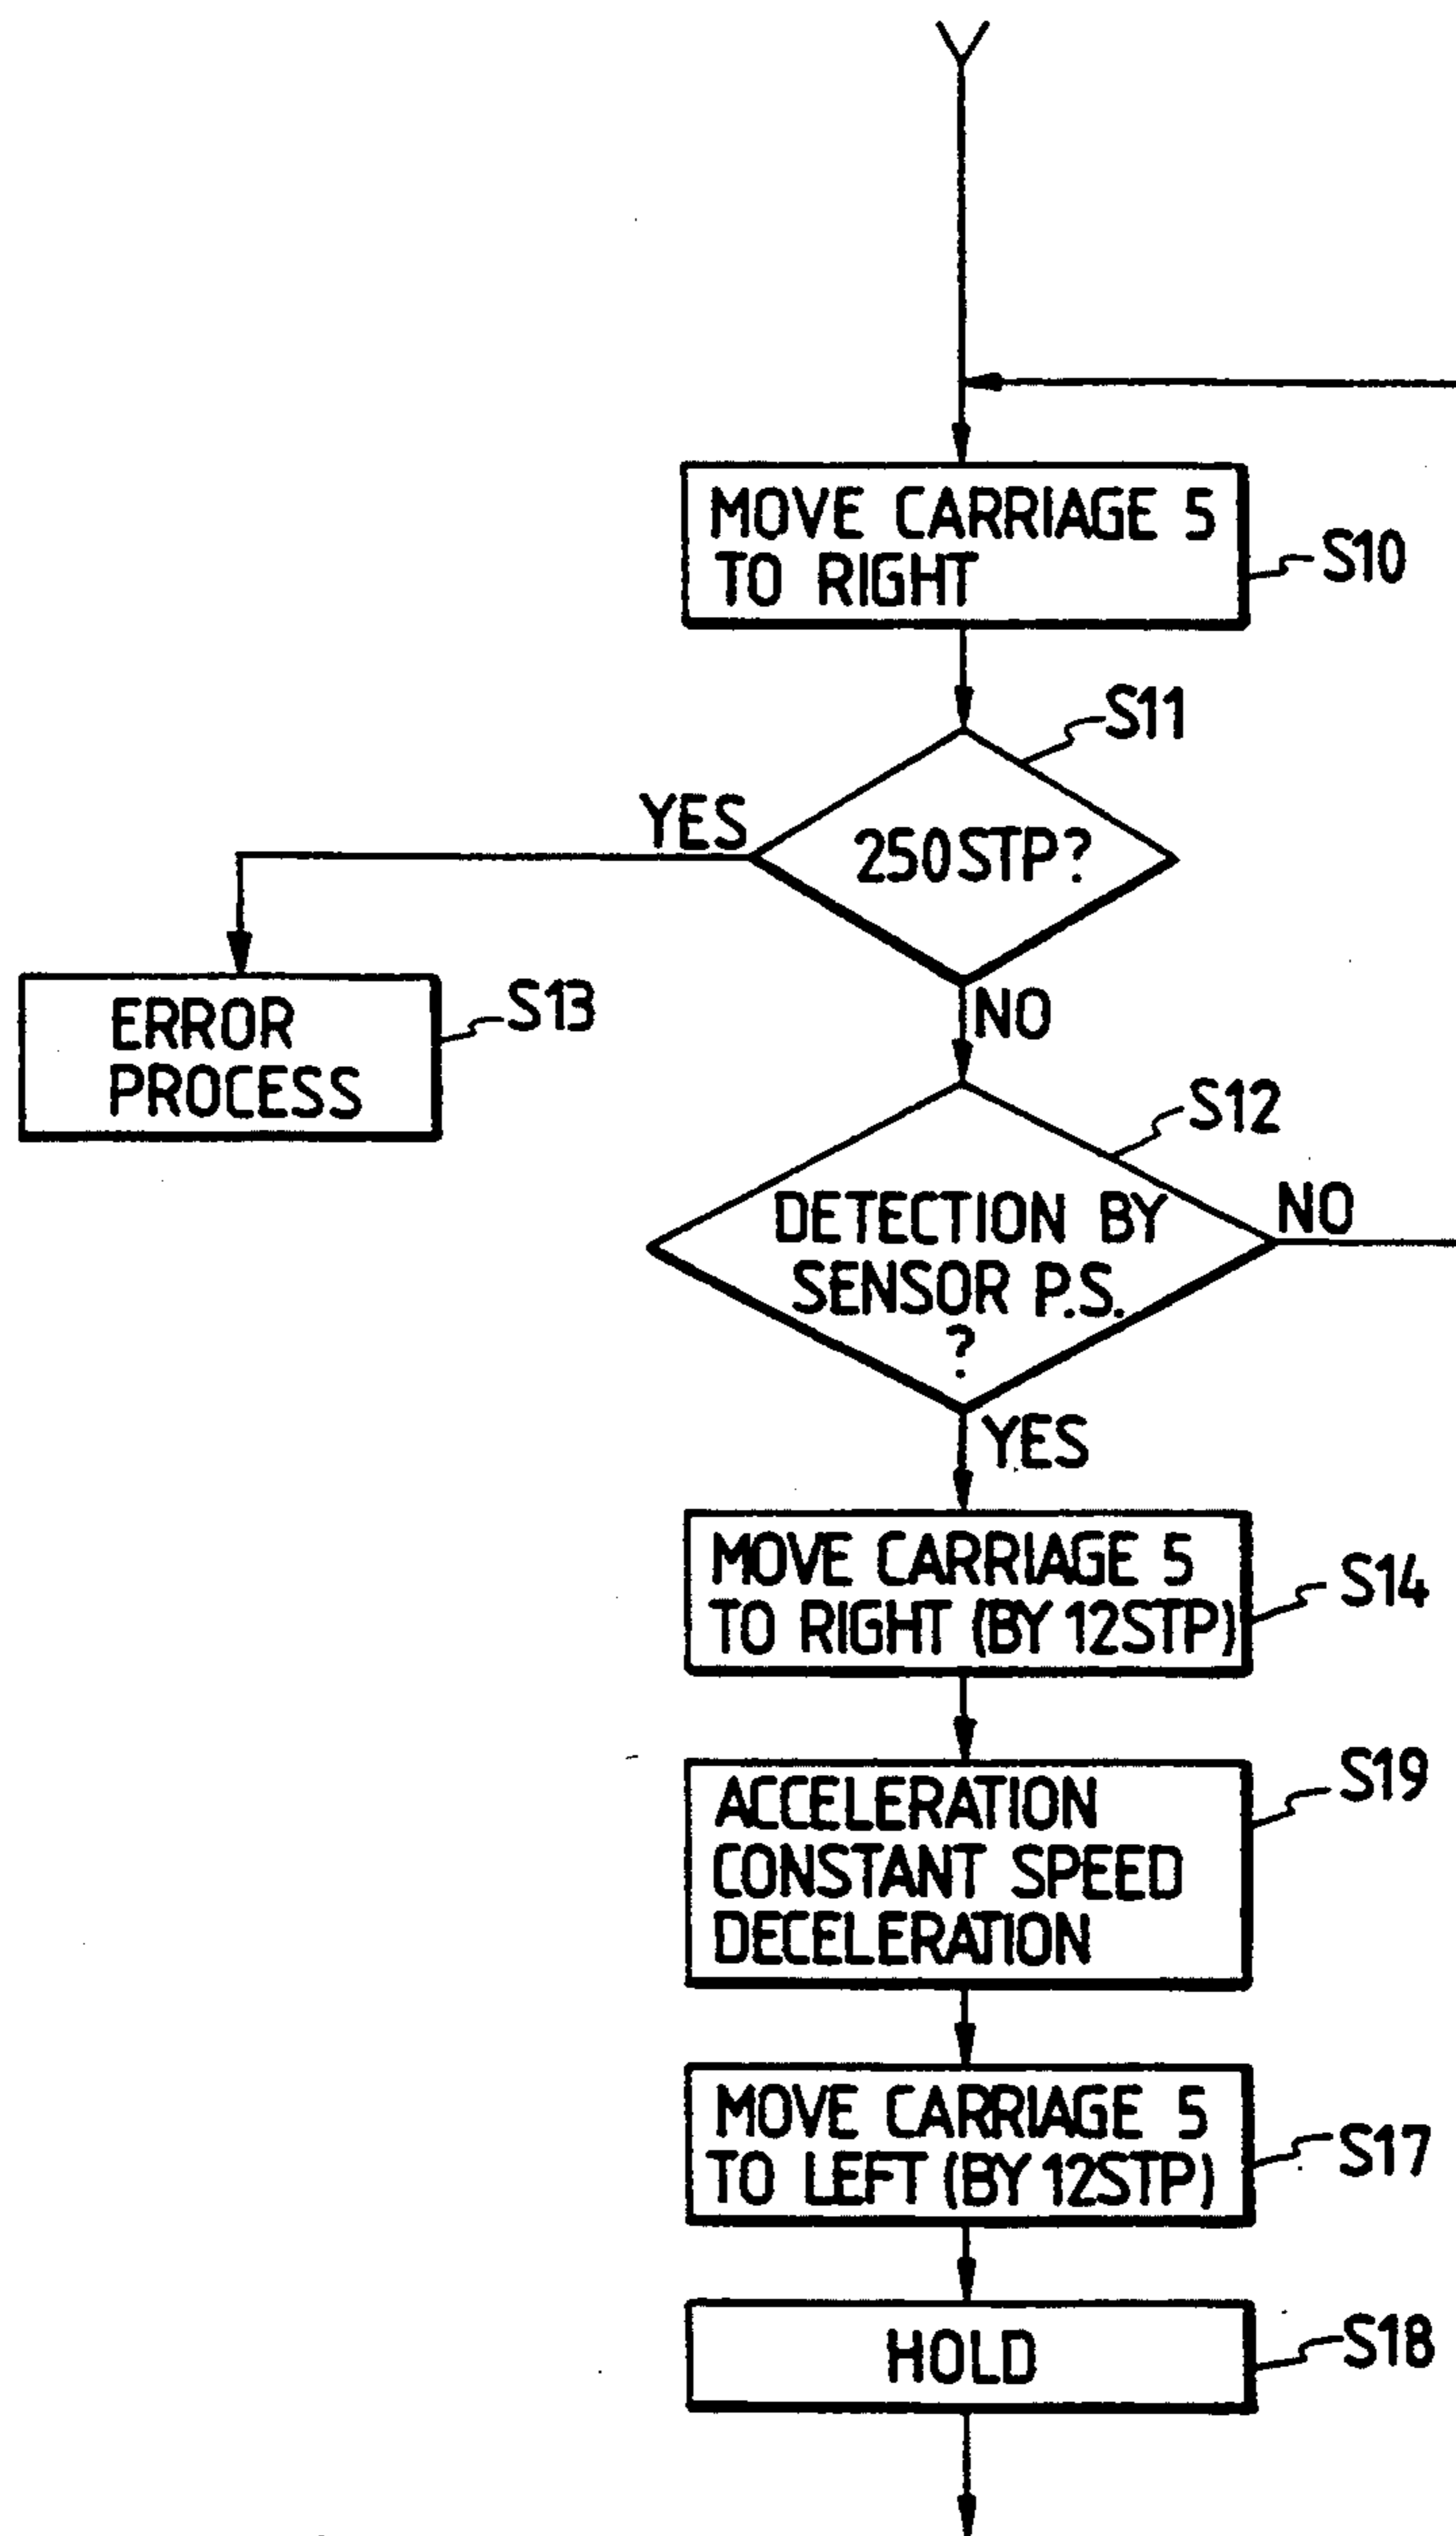 MOVE CARRIAGE 5
TO RIGHT
S10
S11
YES
250STP?
ERROR
PROCESS
S13
NO
S12
DETECTION BY
SENSOR P.S.
?
NO
YES
MOVE CARRIAGE 5
TO RIGHT (BY 12STP)
S14
ACCELERATION
CONSTANT SPEED
DECELERATION
S19
MOVE CARRIAGE 5
TO LEFT (BY 12STP)
S17
HOLD
S18